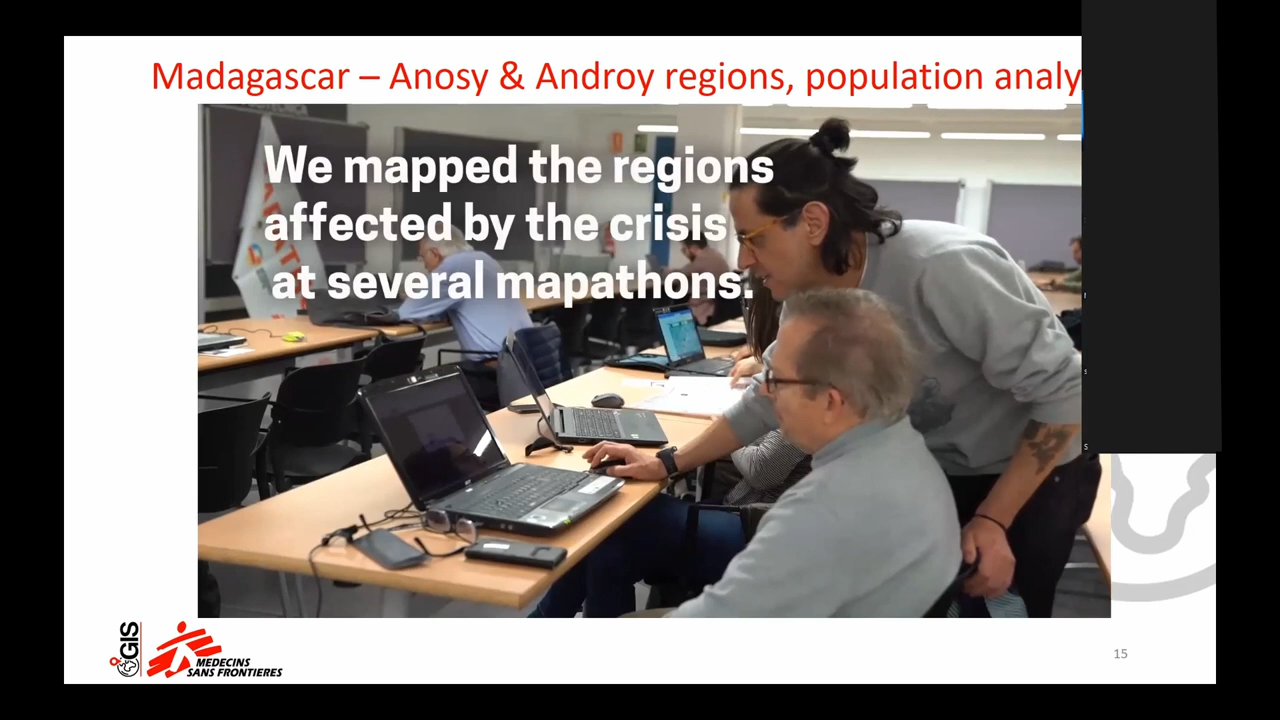 Madagascar – Anosy & Androy regions, population analy
We mapped the regions
affected by the crisis
at several mapathons.
GIS
MEDECINS
SANS FRONTIERES
15